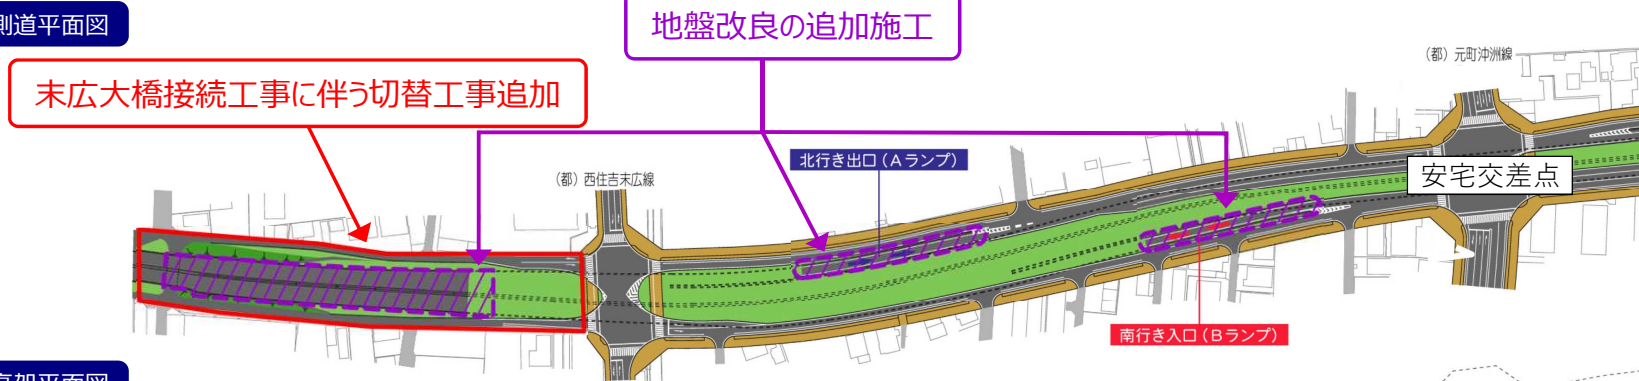 側道平面図
地盤改良の追加施工
末広大橋接続工事に伴う切替工事追加
(都) 元町沖洲線
北行き出口(Aランプ)
(都) 西住吉末広線
安宅交差点
南行き入口(Bランプ)
高架平面図